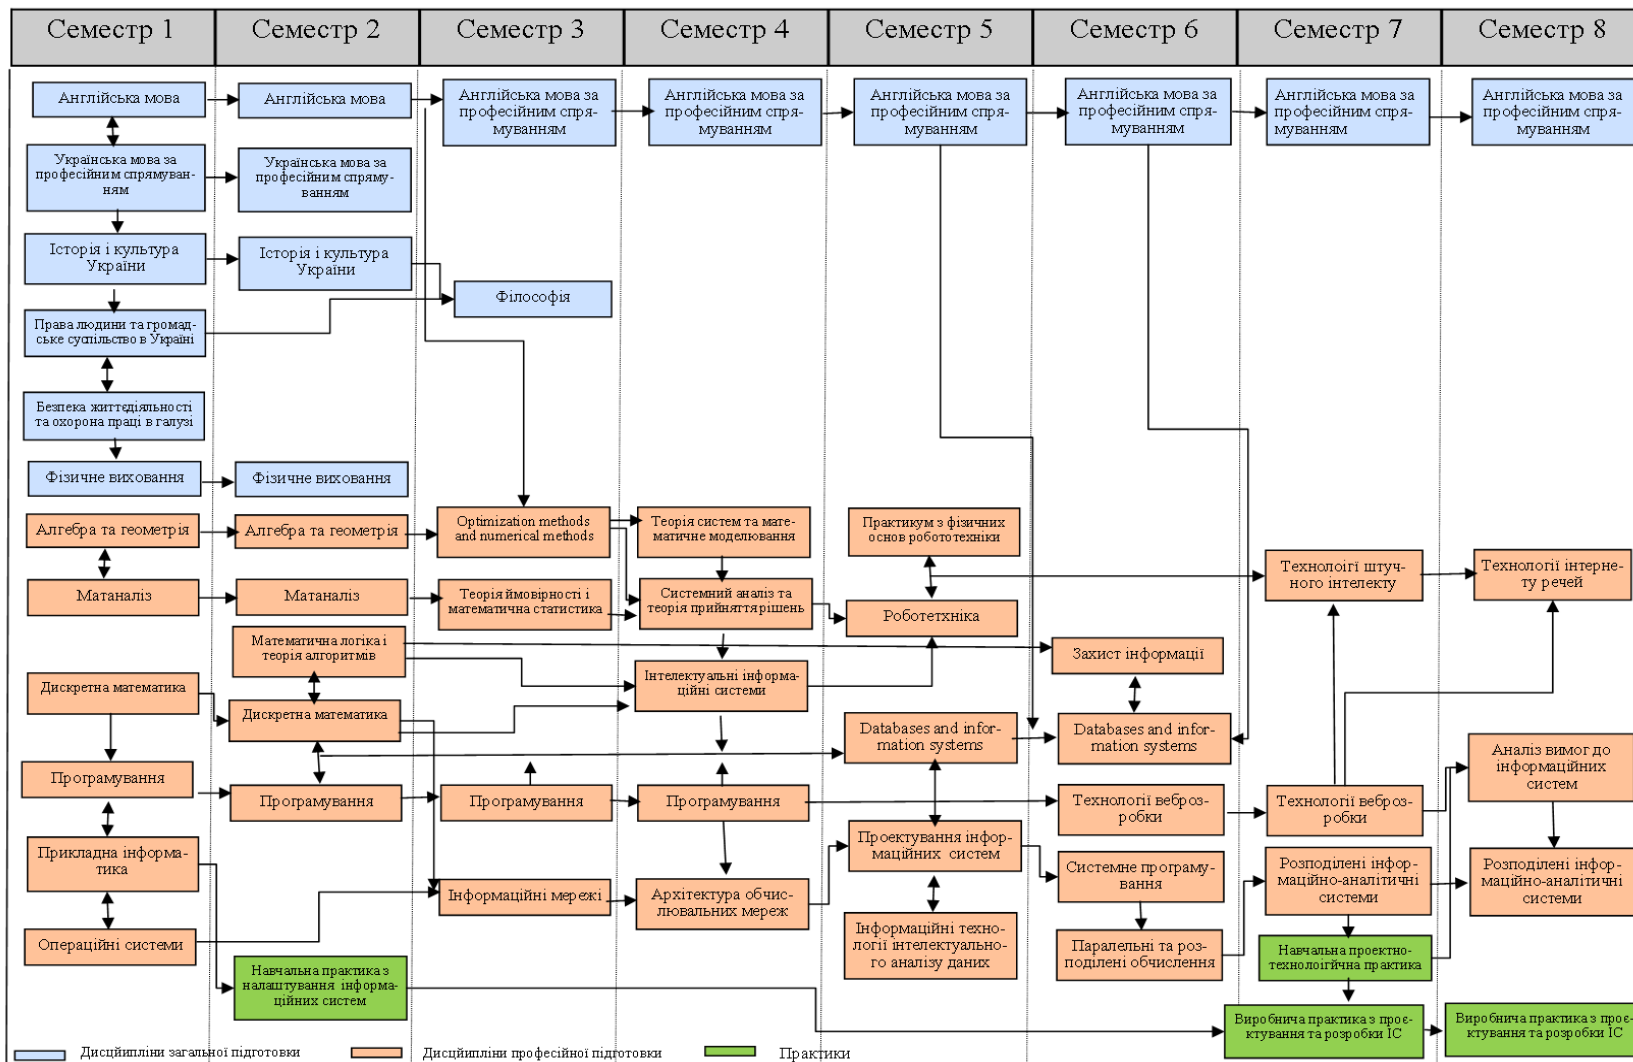 Семестр 1
Семестр 2
Семестр 3
Семестр 4
Семестр 5
Семестр 6
Семестр 7
Семестр 8
Англійська мова
Українська мова за
професійним спрямуван-
ням
Історія і культура
України
Права людини та громад-
ське суспільство в Україні
Безпека життєдіяльності
та охорона праці в галузі
Фізичне виховання
Алгебра та геометрія
Матаналіз
Дискретна математика
Програмування
Прикладна інформа-
тика
Операційні системи
Англійська мова
Українська мова за
професійним спряму-
ванням
Історія і культура
України
Фізичне виховання
Алгебра та геометрія
Матаналіз
Математична логіка і
теорія алгоритмів
Дискретна математика
Програмування
Навчальна практика з
налаштування інформа-
ційних систем
Англійська мова за
професійним спря-
муванням
Філософія
Optimization methods
and numerical methods
Теорія ймовірності і
математична статистика
Програмування
Інформаційні мережі
Англійська мова за
професійним спря-
муванням
Теорія систем та мате-
матичне моделювання
Системний аналіз та
теорія прийняття рішень
Інтелектуальні інформа-
ційні системи
Програмування
Архітектура обчис-
лювальних мереж
Англійська мова за
професійним спря-
муванням
Практикум з фізичних
основ робототехніки
Роботетхніка
Databases and infor-
mation systems
Проектування інфор-
маційних систем
Інформаційні техно-
логії інтелектуально-
го аналізу даних
Англійська мова за
професійним спря-
муванням
Захист інформації
Databases and infor-
mation systems
Технології веброз-
робки
Системне програму-
вання
Паралельні та роз-
поділені обчислення
Англійська мова за
професійним спря-
муванням
Технолоігї штуч-
ного інтелекту
Технології веброз-
робки
Розподілені інфор-
маційно-аналітичні
системи
Навчальна проектно-
технологійчна практика
Виробнича практика з проє-
ктування та розробки ІС
Англійська мова за
професійним спря-
муванням
Технології інтерне-
ту речей
Аналіз вимог до
інформаційних
систем
Розподілені інфор-
маційно-аналітичні
системи
Виробнича практика з проє-
ктування та розробки ІС
Дисціпліни загальної підготовки
Дисціпліни професійної підготовки
Практики